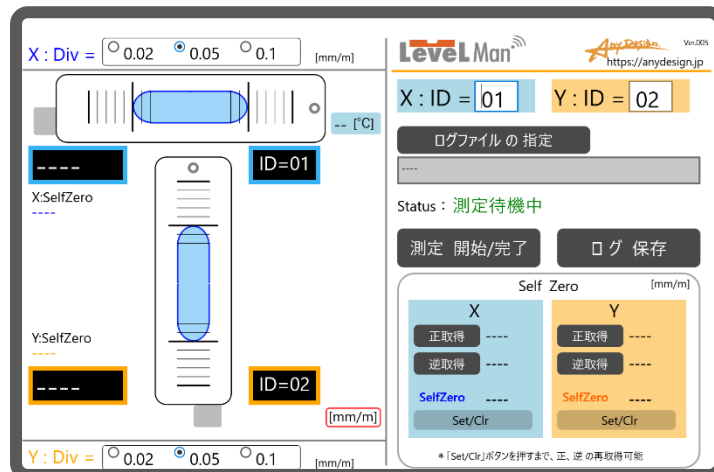 X : Div = 0.02 0.05 0.1 [mm/m]
-- [℃]
---- ID=01
X:SelfZero
----
Y:SelfZero
----
---- ID=02
[mm/m]
Y : Div = 0.02 0.05 0.1 [mm/m]
LeveL Man
AnyDesign Ver.005
https://anydesign.jp
X : ID = 01 Y : ID = 02
ログファイル の 指定
----
Status : 測定待機中
測定 開始/完了 ログ 保存
Self Zero [mm/m]
X Y
正取得 ---- 正取得 ----
逆取得 ---- 逆取得 ----
SelfZero ---- SelfZero ----
Set/Clr Set/Clr
*「Set/Clr」ボタンを押すまで、正、逆 の再取得可能